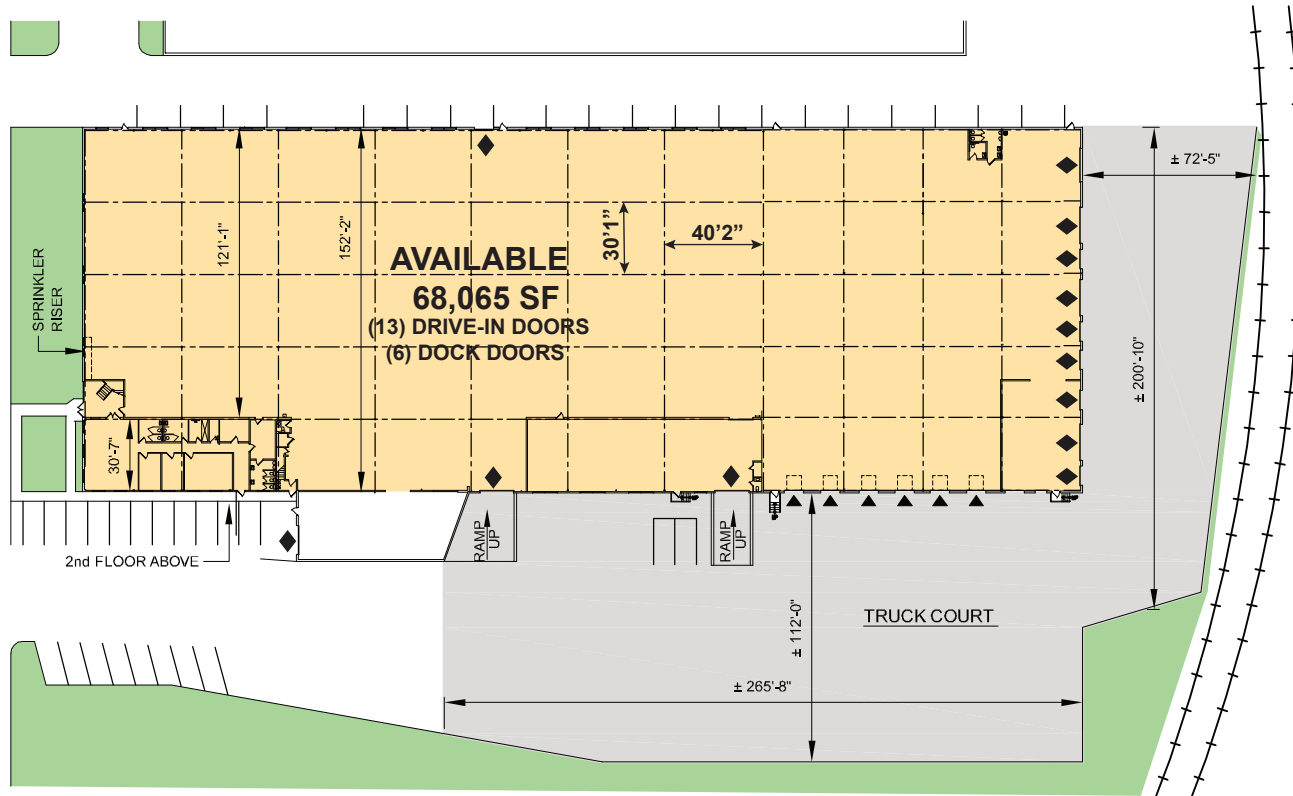 ± 72'-5"
SPRINKLER
RISER
121'-1"
152'-2"
30'1”
40’2”
AVAILABLE
68,065 SF
(13) DRIVE-IN DOORS
(6) DOCK DOORS
± 200'-10"
30'-7"
2nd FLOOR ABOVE
RAMP
UP
RAMP
UP
± 112'-0"
TRUCK COURT
± 265'-8"